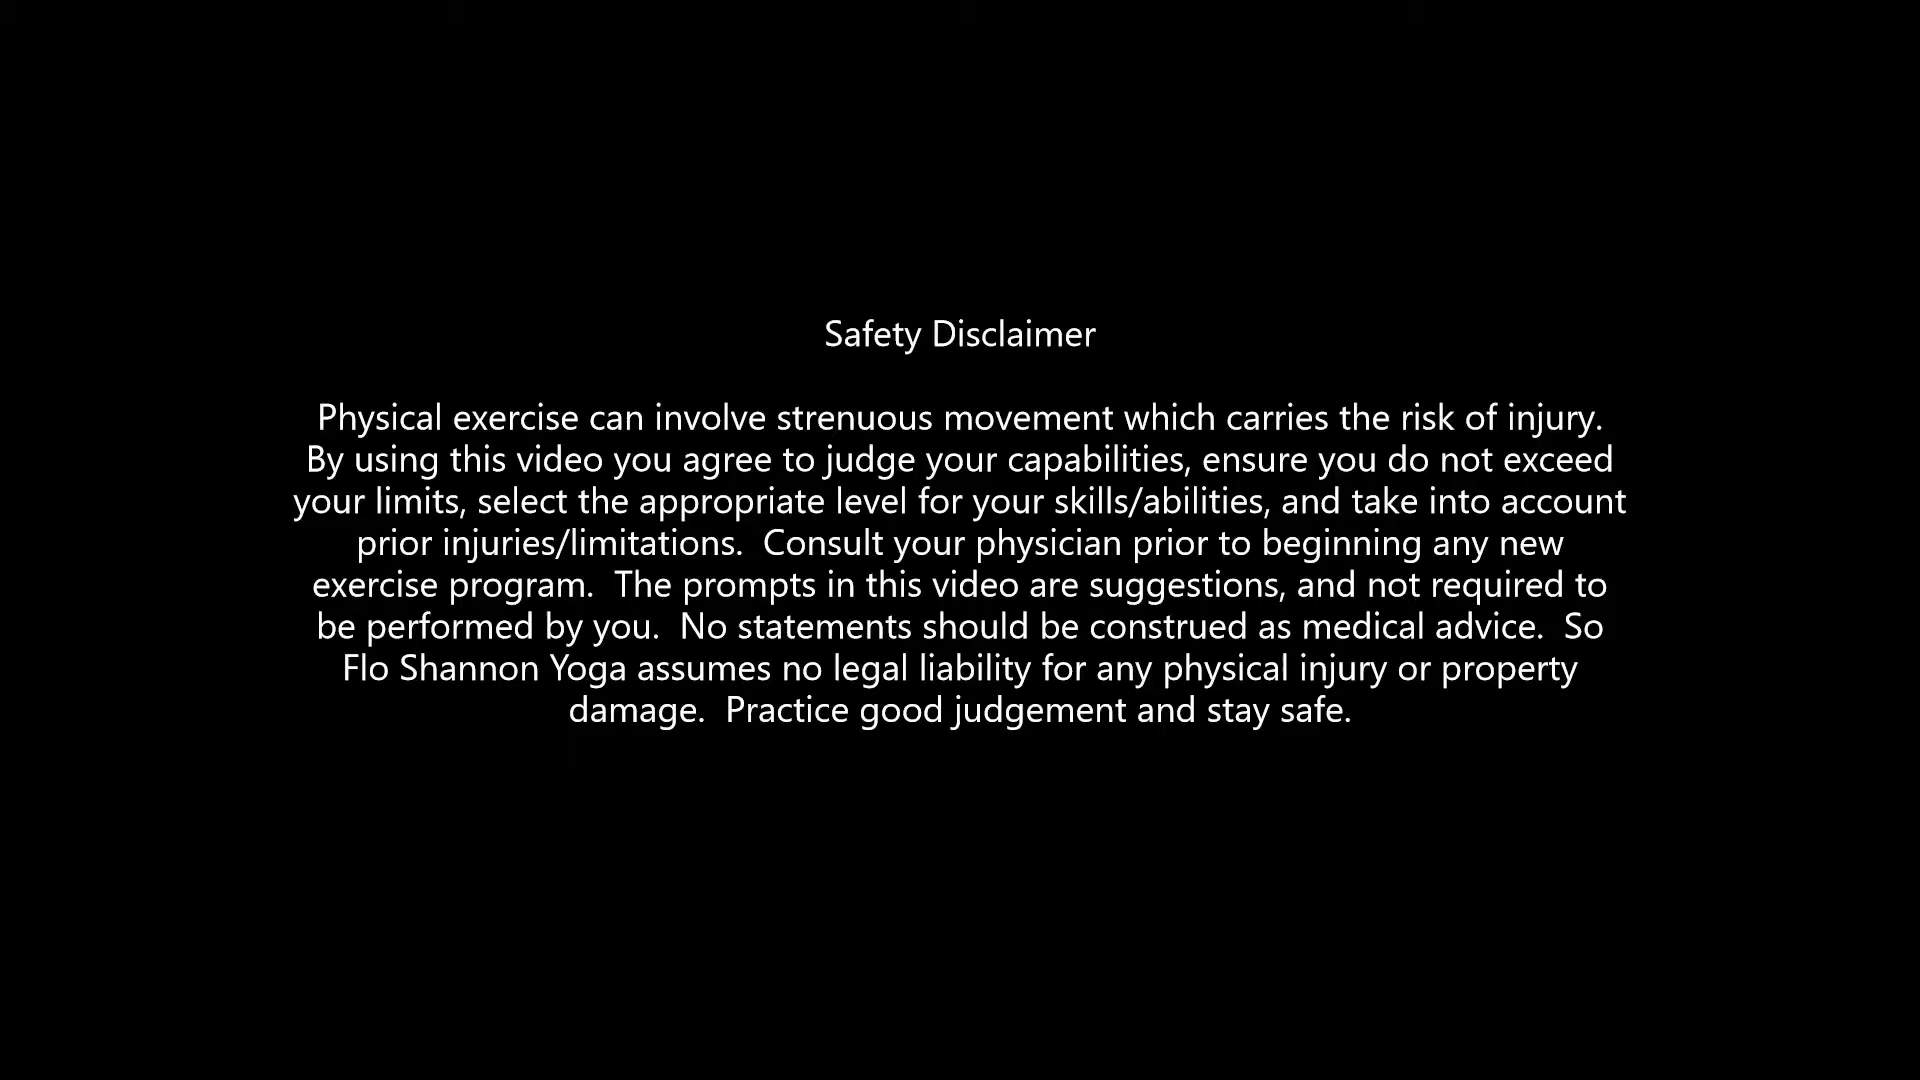 Safety Disclaimer
Physical exercise can involve strenuous movement which carries the risk of injury.
By using this video you agree to judge your capabilities, ensure you do not exceed
your limits, select the appropriate level for your skills/abilities, and take into account
prior injuries/limitations.  Consult your physician prior to beginning any new
exercise program.  The prompts in this video are suggestions, and not required to
be performed by you.  No statements should be construed as medical advice.  So
Flo Shannon Yoga assumes no legal liability for any physical injury or property
damage.  Practice good judgement and stay safe.